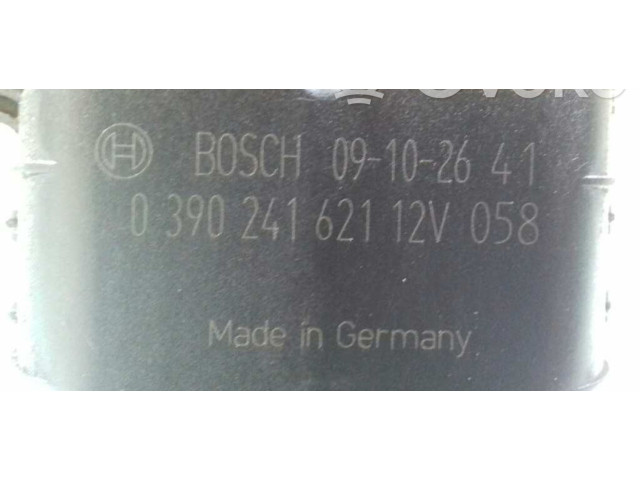 BOSCH 09-10-26 41
0 390 241 621 12V 058
Made in Germany